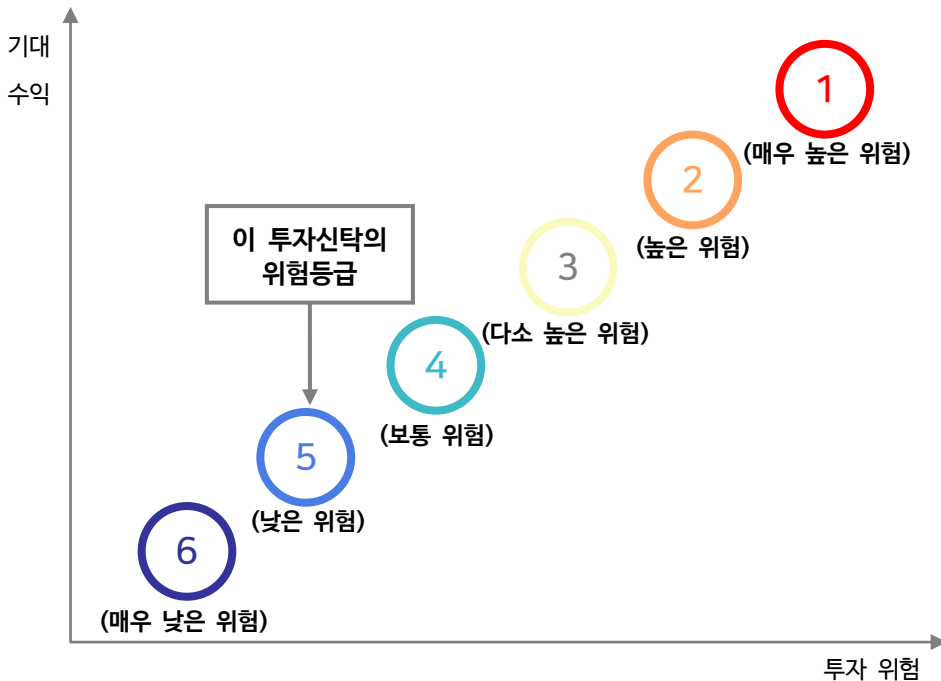 기대
수익
1
(매우 높은 위험)
2
(높은 위험)
이 투자신탁의
위험등급
3
(다소 높은 위험)
4
(보통 위험)
5
(낮은 위험)
6
(매우 낮은 위험)
투자 위험